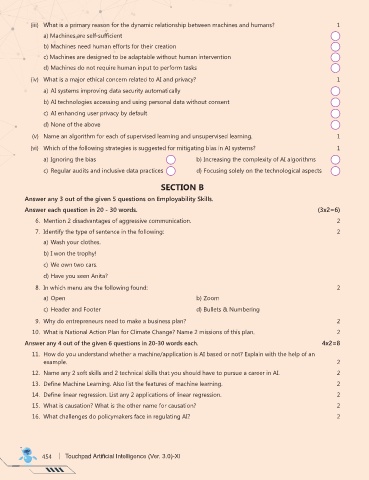 (iii) What is a primary reason for the dynamic relationship between machines and humans? 1
a) Machines are self-sufficient
b) Machines need human efforts for their creation
c) Machines are designed to be adaptable without human intervention
d) Machines do not require human input to perform tasks
(iv) What is a major ethical concern related to AI and privacy? 1
a) AI systems improving data security automatically
b) AI technologies accessing and using personal data without consent
c) AI enhancing user privacy by default
d) None of the above
(v) Name an algorithm for each of supervised learning and unsupervised learning. 1
(vi) Which of the following strategies is suggested for mitigating bias in AI systems? 1
a) Ignoring the bias b) Increasing the complexity of AI algorithms
c) Regular audits and inclusive data practices d) Focusing solely on the technological aspects
SECTION B
Answer any 3 out of the given 5 questions on Employability Skills.
Answer each question in 20 - 30 words. (3x2=6)
6. Mention 2 disadvantages of aggressive communication. 2
7. Identify the type of sentence in the following: 2
a) Wash your clothes.
b) I won the trophy!
c) We own two cars.
d) Have you seen Anita?
8. In which menu are the following found: 2
a) Open b) Zoom
c) Header and Footer d) Bullets & Numbering
9. Why do entrepreneurs need to make a business plan? 2
10. What is National Action Plan for Climate Change? Name 2 missions of this plan. 2
Answer any 4 out of the given 6 questions in 20-30 words each. 4x2=8
11. How do you understand whether a machine/application is AI based or not? Explain with the help of an
example. 2
12. Name any 2 soft skills and 2 technical skills that you should have to pursue a career in AI. 2
13. Define Machine Learning. Also list the features of machine learning. 2
14. Define linear regression. List any 2 applications of linear regression. 2
15. What is causation? What is the other name for causation? 2
16. What challenges do policymakers face in regulating AI? 2
454 Touchpad Artificial Intelligence (Ver. 3.0)-XI